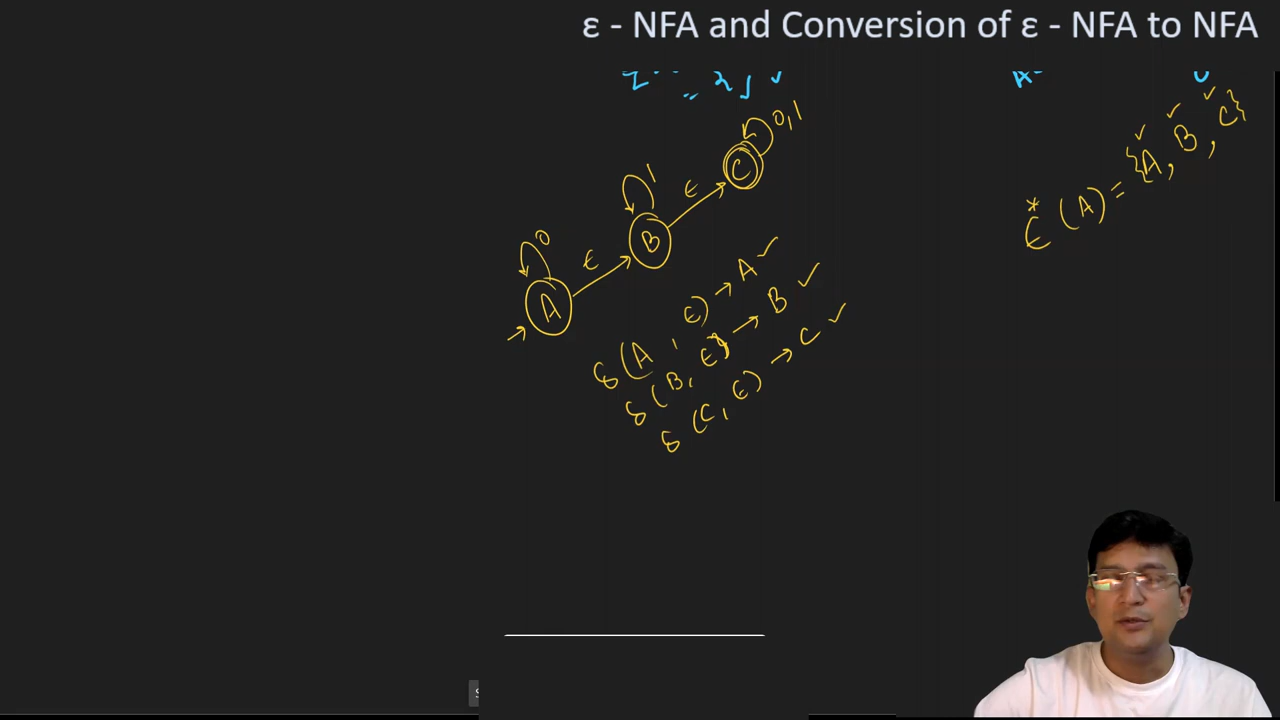 ε - NFA and Conversion of ε - NFA to NFA
0,1
C
ε
1
B
ε
0
A
ε* (A) = {A, B, C}
δ (A, ε) → A ✓
δ (B, ε) → B ✓
δ (C, ε) → C ✓